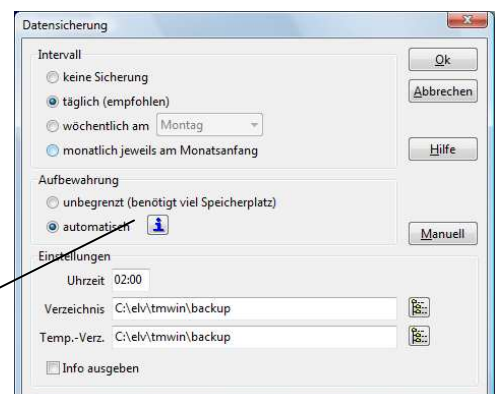 Datensicherung
Intervall
Ok
keine Sicherung
täglich (empfohlen)
Abbrechen
wöchentlich am Montag
monatlich jeweils am Monatsanfang
Hilfe
Aufbewahrung
unbegrenzt (benötigt viel Speicherplatz)
automatisch i
Manuell
Einstellungen
Uhrzeit 02:00
Verzeichnis C:\elv\tmwin\backup
Temp.-Verz. C:\elv\tmwin\backup
Info ausgeben